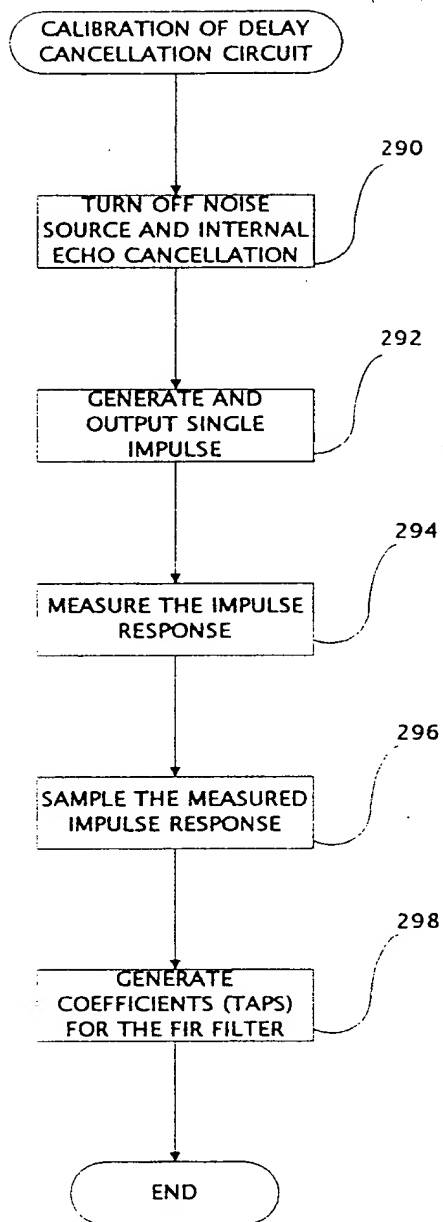 CALIBRATION OF DELAY
CANCELLATION CIRCUIT
290
TURN OFF NOISE
SOURCE AND INTERNAL
ECHO CANCELLATION
292
GENERATE AND
OUTPUT SINGLE
IMPULSE
294
MEASURE THE IMPULSE
RESPONSE
296
SAMPLE THE MEASURED
IMPULSE RESPONSE
298
GENERATE
COEFFICIENTS (TAPS)
FOR THE FIR FILTER
END